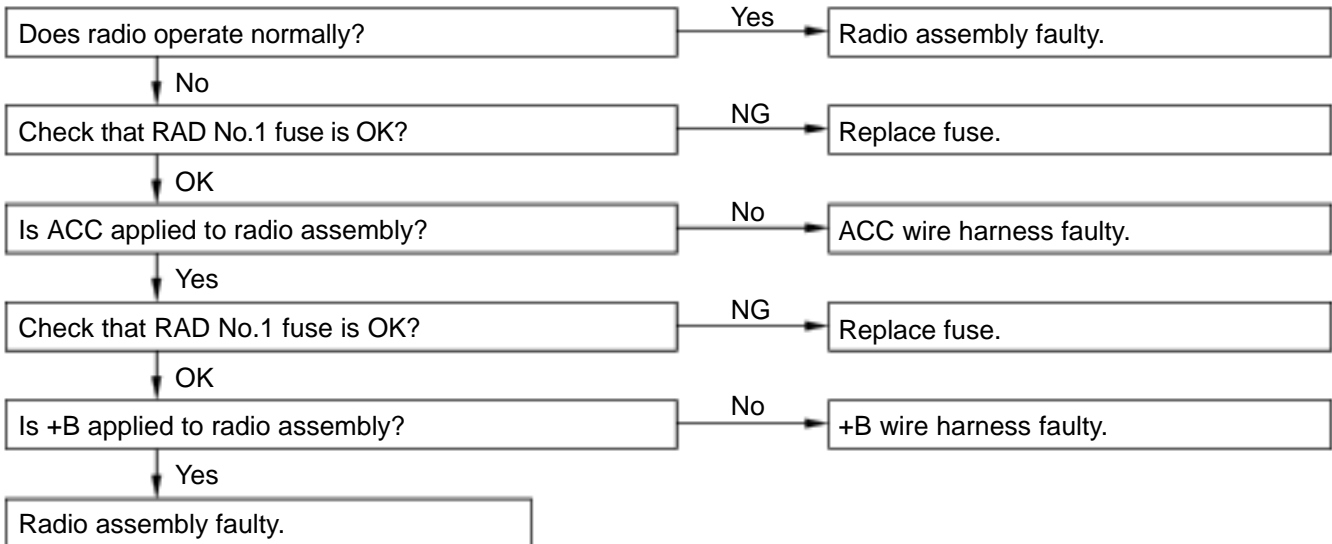 Does radio operate normally?
Yes
Radio assembly faulty.
No
Check that RAD No.1 fuse is OK?
NG
Replace fuse.
OK
Is ACC applied to radio assembly?
No
ACC wire harness faulty.
Yes
Check that RAD No.1 fuse is OK?
NG
Replace fuse.
OK
Is +B applied to radio assembly?
No
+B wire harness faulty.
Yes
Radio assembly faulty.